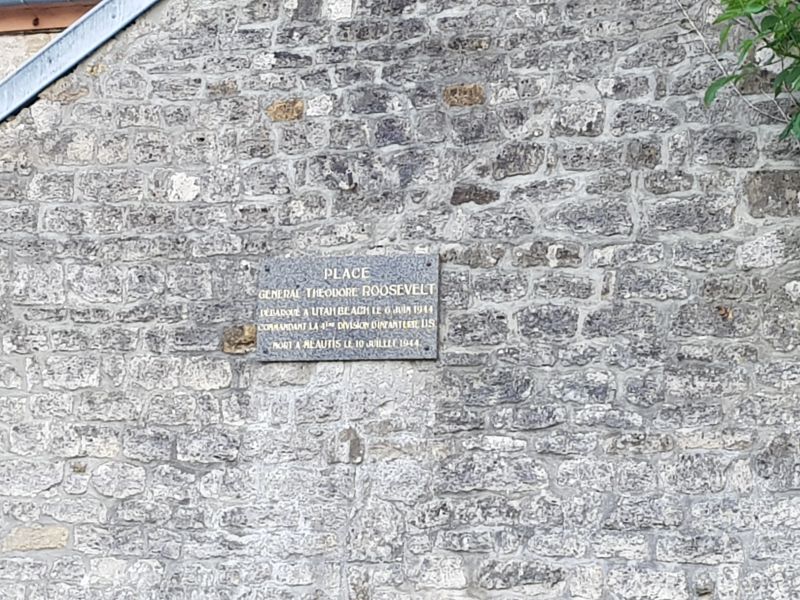 PLACE
GENERAL THEODORE ROOSEVELT
DÉBARQUÉ A UTAH BEACH LE 6 JUIN 1944
COMMANDANT LA 4ÈME DIVISION D'INFANTERIE U.S
MORT A MÉAUTIS LE 10 JUILLET 1944.